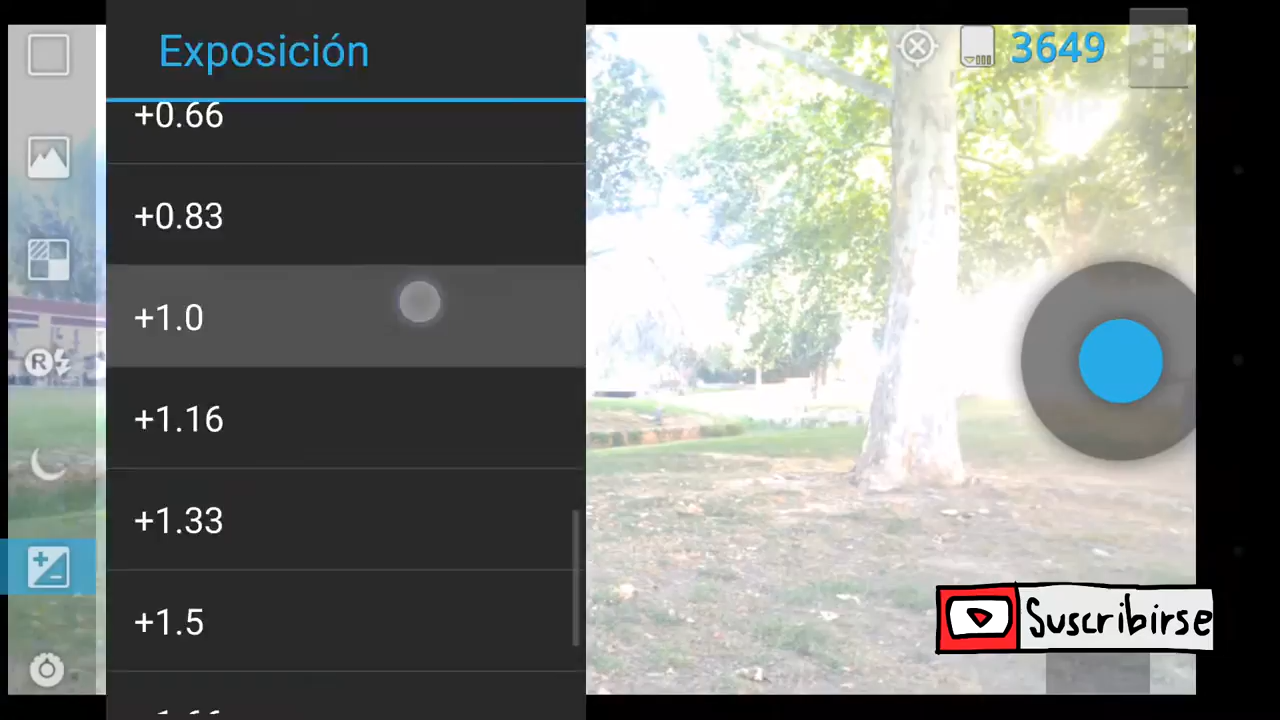 Exposición
3649
+0.66
+0.83
+1.0
R
+1.16
+1.33
+1.5
Suscribirse